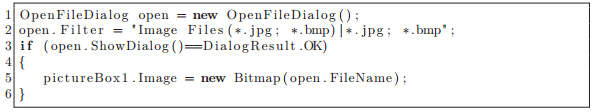 1 OpenFileDialog open = new OpenFileDialog();
2 open.Filter = "Image Files(*.jpg; *.bmp)|*.jpg; *.bmp";
3 if (open.ShowDialog()==DialogResult.OK)
4 {
5 pictureBox1.Image = new Bitmap(open.FileName);
6 }